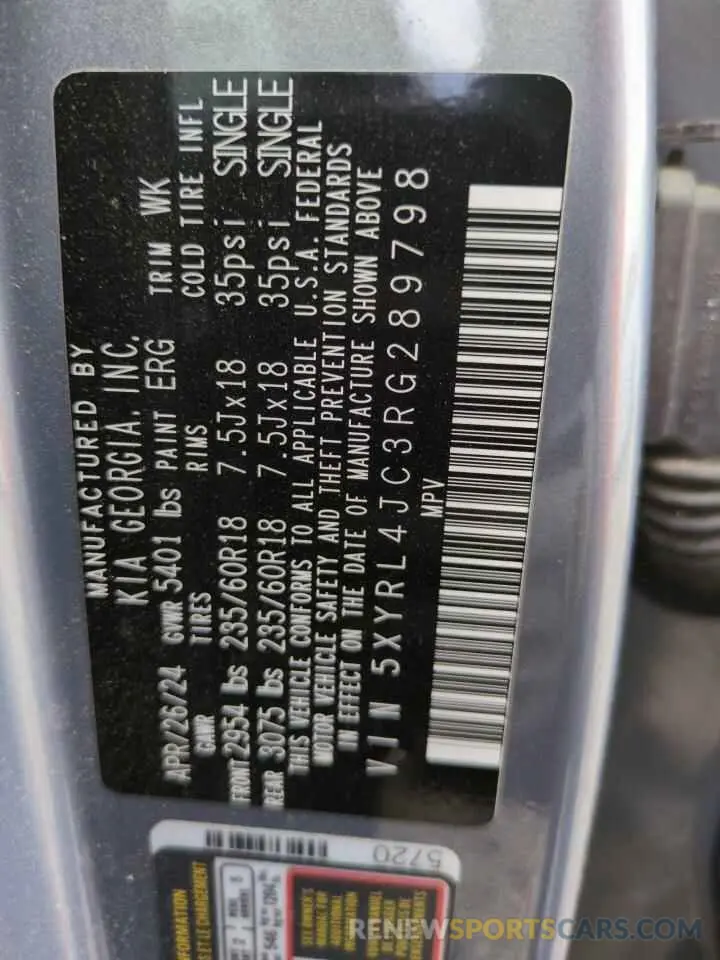 MANUFACTURED BY
KIA GEORGIA. INC.
APR/26/24 GVWR 5401 lbs PAINT ERG TRIM WK
GAWR TIRES RIMS COLD TIRE INFL
FRONT 2954 lbs 235/60R18 7.5Jx18 35psi SINGLE
REAR 3075 lbs 235/60R18 7.5Jx18 35psi SINGLE
THIS VEHICLE CONFORMS TO ALL APPLICABLE U.S.A. FEDERAL
MOTOR VEHICLE SAFETY AND THEFT PREVENTION STANDARDS
IN EFFECT ON THE DATE OF MANUFACTURE SHOWN ABOVE
VIN 5XYRL4JC3RG289798
MPV
5720
RENEWSPORTSCARS.COM